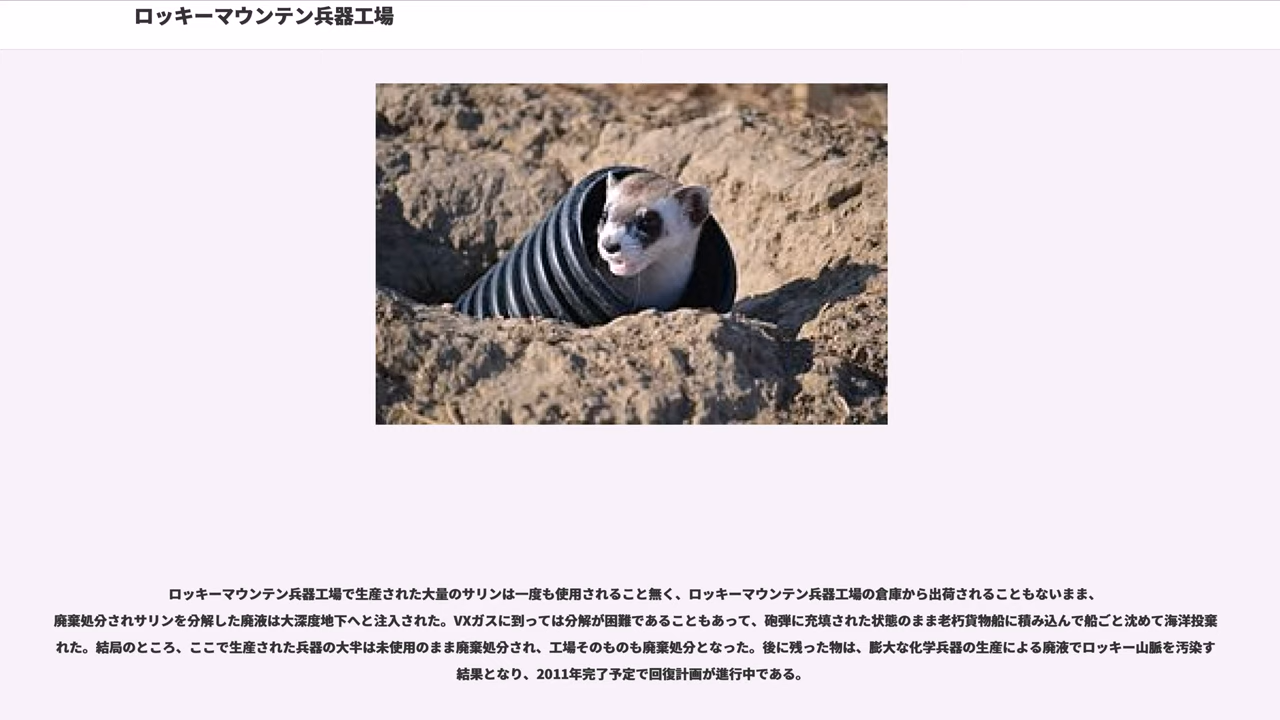 ロッキーマウンテン兵器工場
ロッキーマウンテン兵器工場で生産された大量のサリンは一度も使用されること無く、ロッキーマウンテン兵器工場の倉庫から出荷されることもないまま、
廃棄処分されサリンを分解した廃液は大深度地下へと注入された。VXガスに到っては分解が困難であることもあって、砲弾に充填された状態のまま老朽貨物船に積み込んで船ごと沈めて海洋投棄
れた。結局のところ、ここで生産された兵器の大半は未使用のまま廃棄処分され、工場そのものも廃棄処分となった。後に残った物は、膨大な化学兵器の生産による廃液でロッキー山脈を汚染す
結果となり、2011年完了予定で回復計画が進行中である。